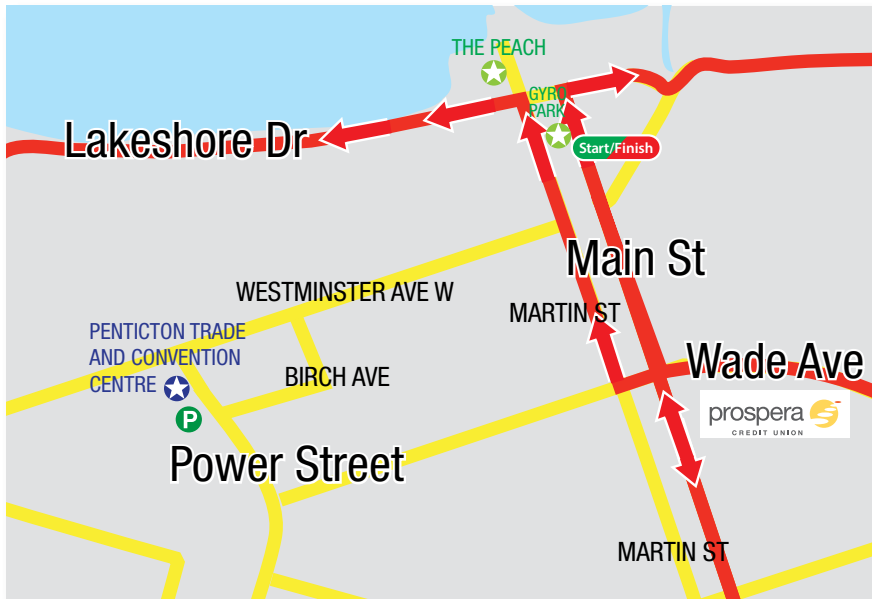 THE PEACH
GYRO
PARK
Start/Finish
Lakeshore Dr
Main St
WESTMINSTER AVE W
MARTIN ST
PENTICTON TRADE
AND CONVENTION
CENTRE
BIRCH AVE
Wade Ave
P
prospera
CREDIT UNION
Power Street
MARTIN ST